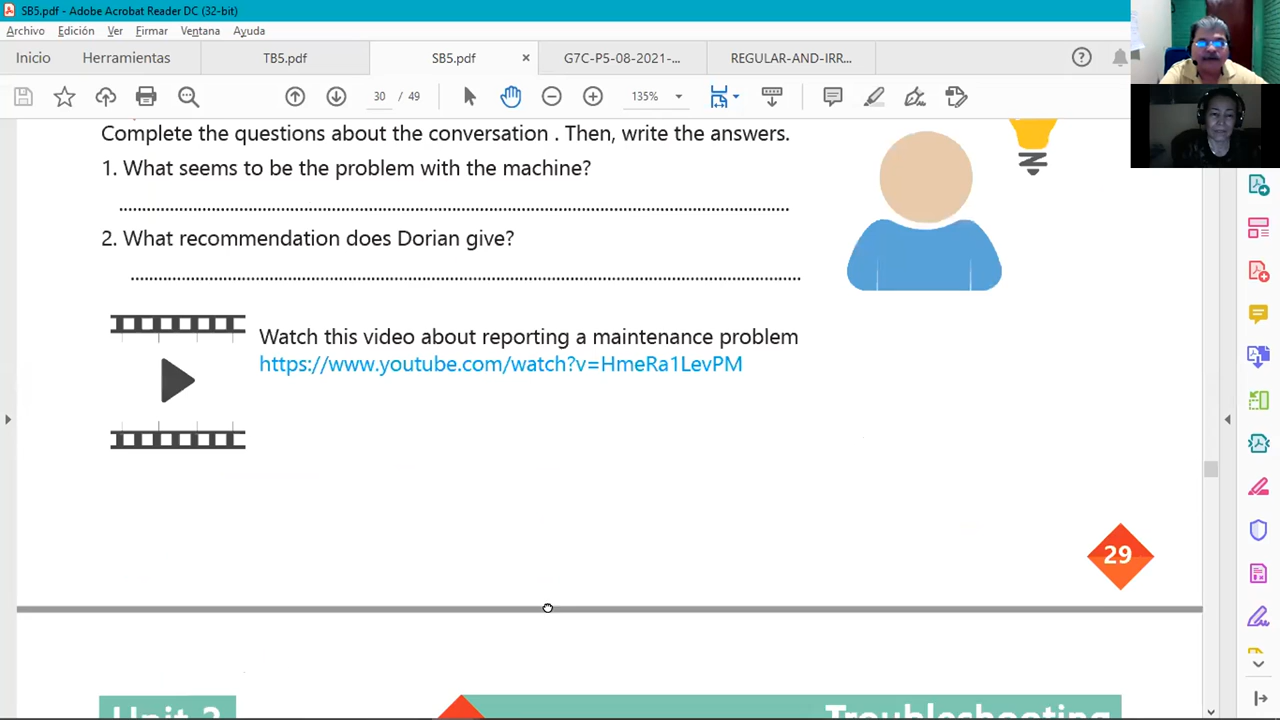 SB5.pdf - Adobe Acrobat Reader DC (32-bit)
Archivo Edición Ver Firmar Ventana Ayuda
Inicio Herramientas TB5.pdf SB5.pdf × G7C-P5-08-2021-... REGULAR-AND-IRR...
30 / 49 135%
Complete the questions about the conversation . Then, write the answers.
1. What seems to be the problem with the machine?
2. What recommendation does Dorian give?
Watch this video about reporting a maintenance problem
https://www.youtube.com/watch?v=HmeRa1LevPM
29
Unit 2 Troubleshooting